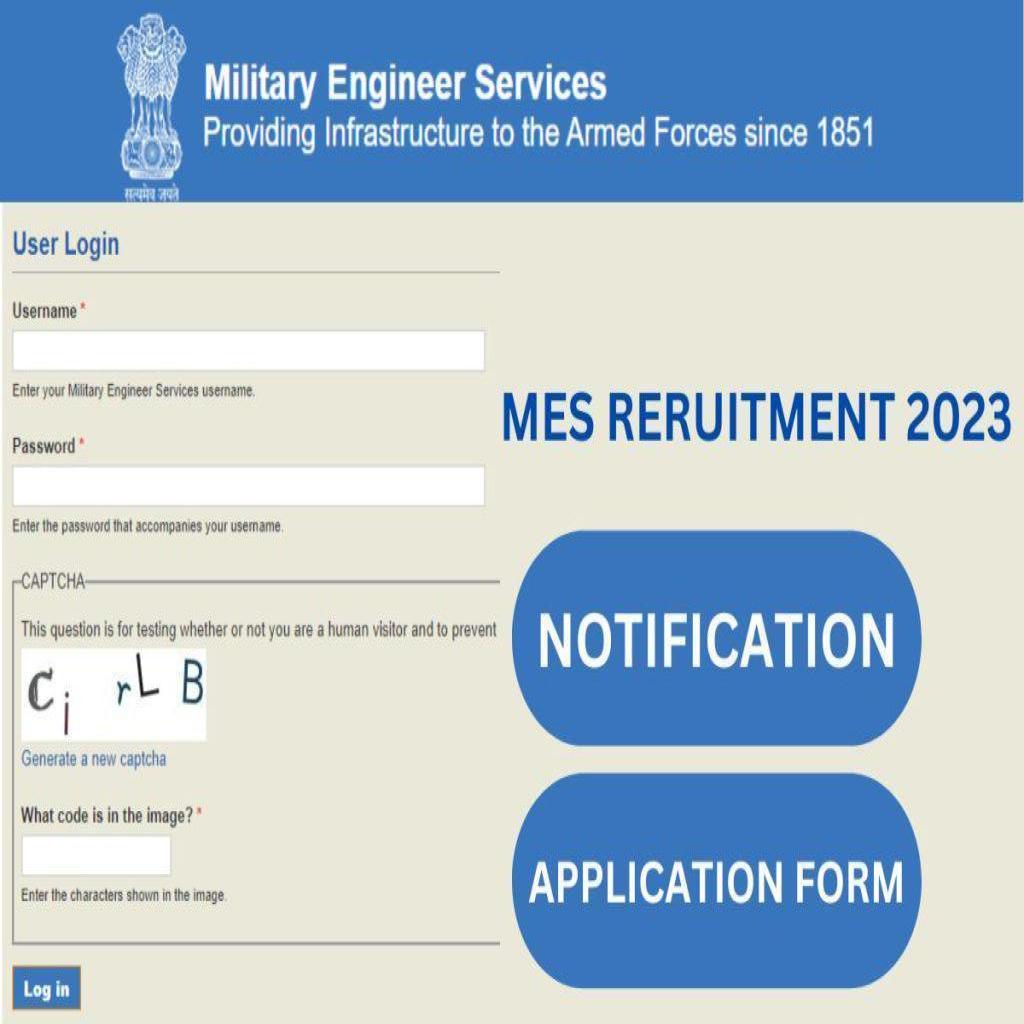 Military Engineer Services
Providing Infrastructure to the Armed Forces since 1851
सत्यमेव जयते
User Login
Username *
Enter your Military Engineer Services username.
Password *
Enter the password that accompanies your username.
CAPTCHA
This question is for testing whether or not you are a human visitor and to prevent
C i r L B
Generate a new captcha
What code is in the image? *
Enter the characters shown in the image.
Log in
MES RERUITMENT 2023
NOTIFICATION
APPLICATION FORM